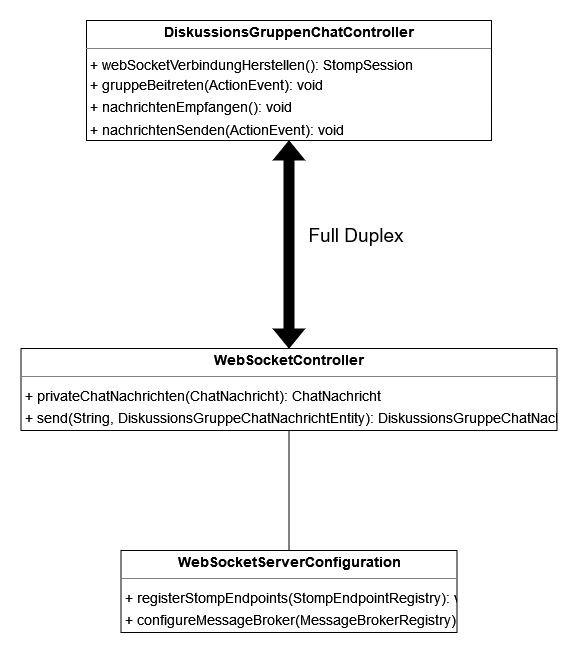 DiskussionsGruppenChatController
+ webSocketVerbindungHerstellen(): StompSession
+ gruppeBeitreten(ActionEvent): void
+ nachrichtenEmpfangen(): void
+ nachrichtenSenden(ActionEvent): void
Full Duplex
WebSocketController
+ privateChatNachrichten(ChatNachricht): ChatNachricht
+ send(String, DiskussionsGruppeChatNachrichtEntity): DiskussionsGruppeChatNacl
WebSocketServerConfiguration
+ registerStompEndpoints(StompEndpointRegistry):
+ configureMessageBroker(MessageBrokerRegistry)